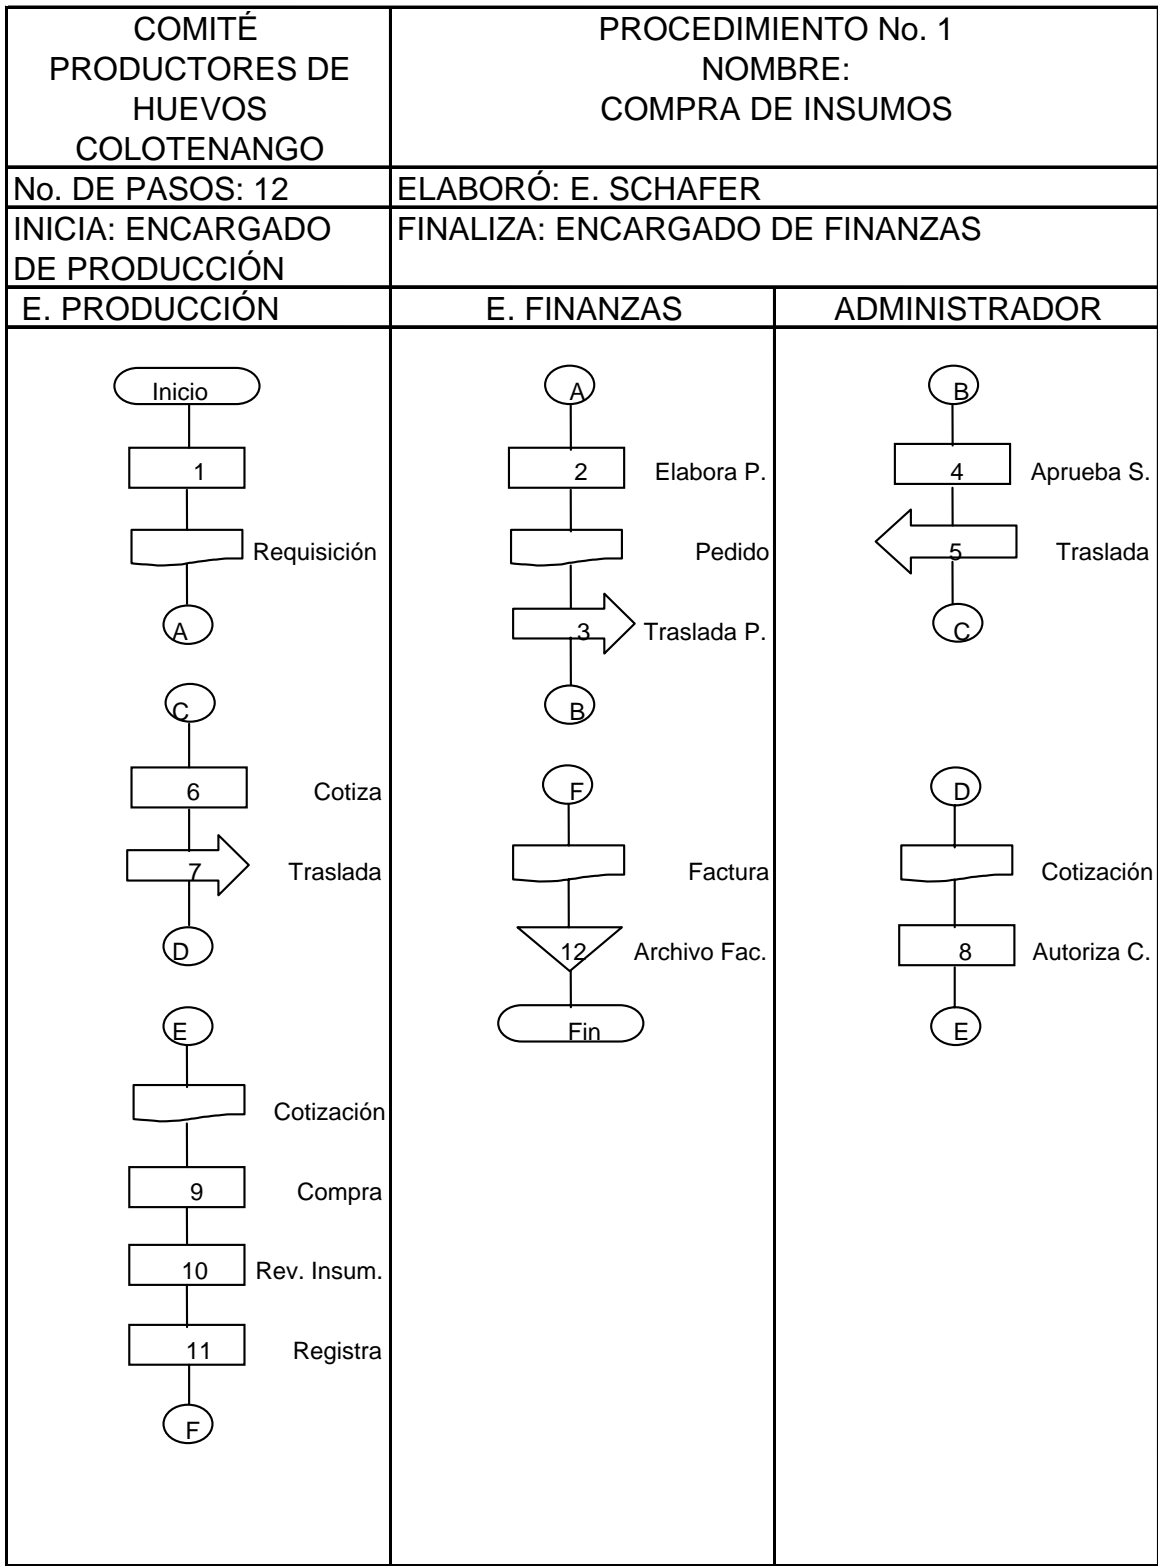 COMITÉ
PRODUCTORES DE
HUEVOS
COLOTENANGO
PROCEDIMIENTO No. 1
NOMBRE:
COMPRA DE INSUMOS
No. DE PASOS: 12
ELABORÓ: E. SCHAFER
INICIA: ENCARGADO
DE PRODUCCIÓN
FINALIZA: ENCARGADO DE FINANZAS
E. PRODUCCIÓN
E. FINANZAS
ADMINISTRADOR
Inicio
1
Requisición
A
C
6
Cotiza
7
Traslada
D
E
Cotización
9
Compra
10
Rev. Insum.
11
Registra
F
A
2
Elabora P.
Pedido
3
Traslada P.
B
F
Factura
12
Archivo Fac.
Fin
B
4
Aprueba S.
5
Traslada
C
D
Cotización
8
Autoriza C.
E